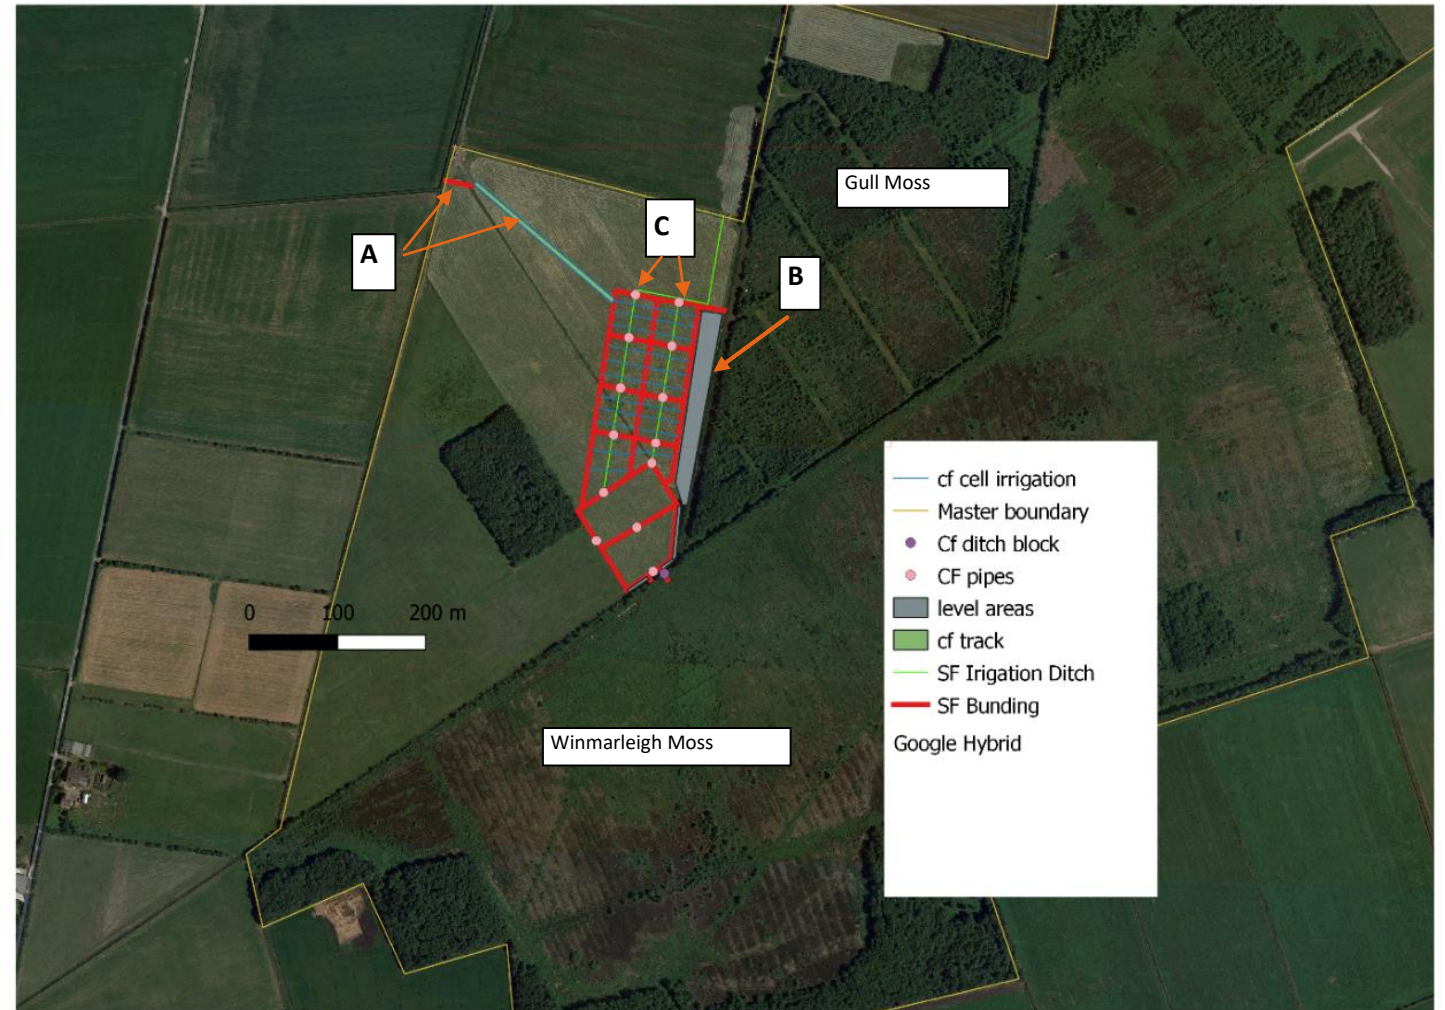 Gull Moss
C
A
B
cf cell irrigation
Master boundary
Cf ditch block
CF pipes
level areas
cf track
SF Irigation Ditch
SF Bunding
Google Hybrid
0 100 200 m
Winmarleigh Moss